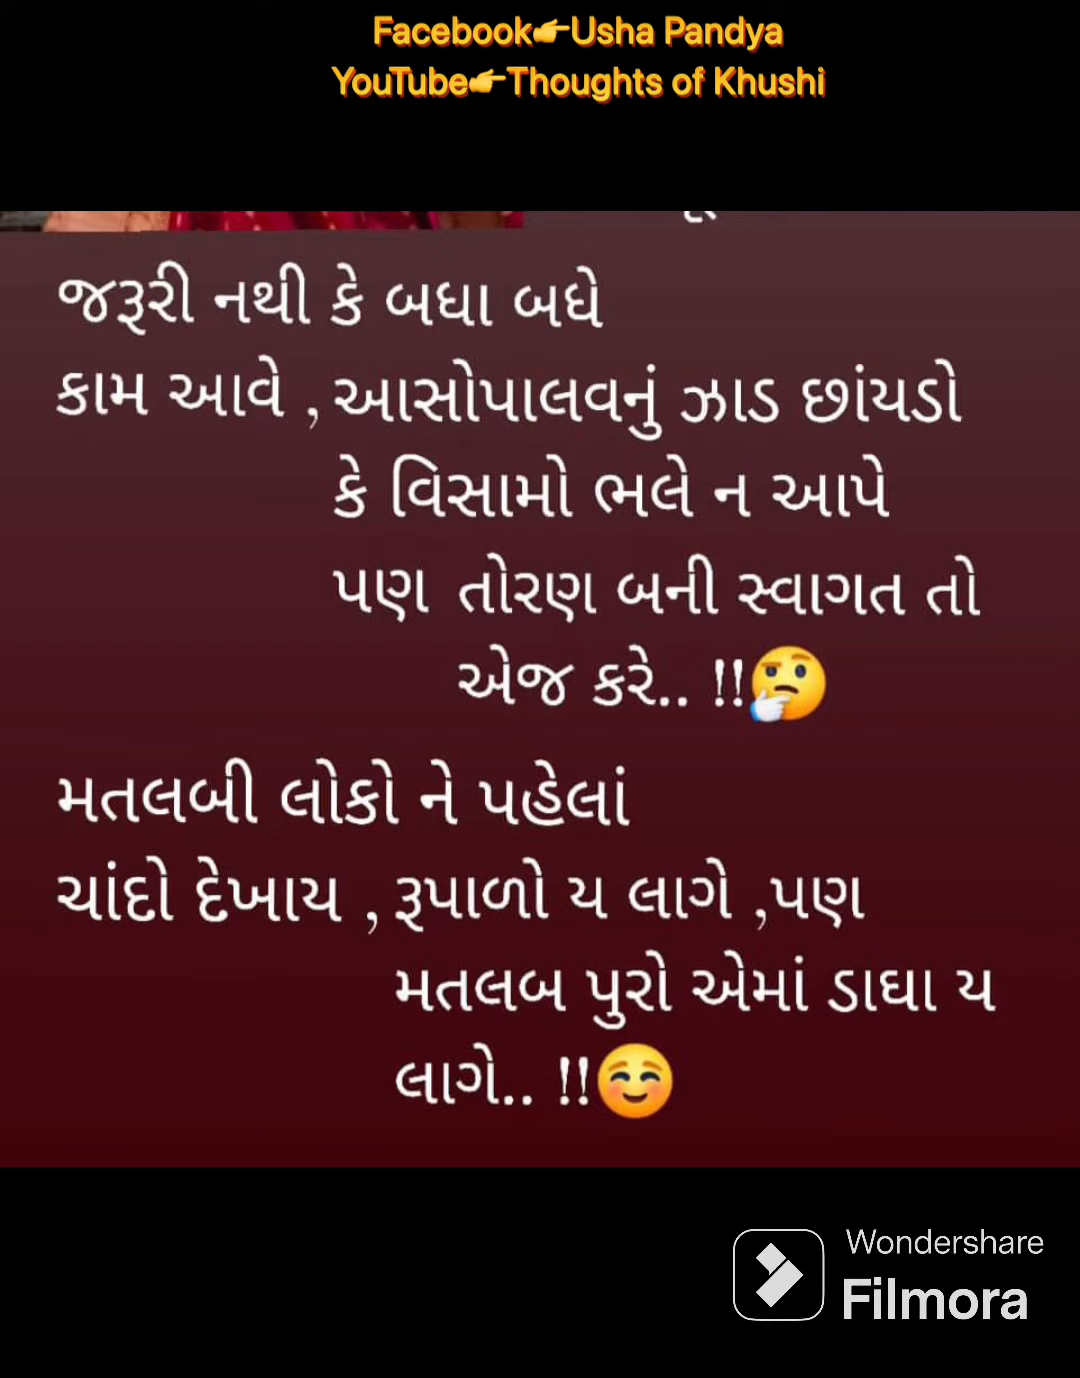 Facebook👉Usha Pandya
YouTube👉Thoughts of Khushi
જરૂરી નથી કે બધા બધે
કામ આવે , આસોપાલવનું ઝાડ છાંયડો
કે વિસામો ભલે ન આપે
પણ તોરણ બની સ્વાગત તો
એજ કરે.. !!🤔
મતલબી લોકો ને પહેલાં
ચાંદો દેખાય , રૂપાળો ય લાગે ,પણ
મતલબ પુરો એમાં ડાઘા ય
લાગે.. !!☺️
Wondershare
Filmora